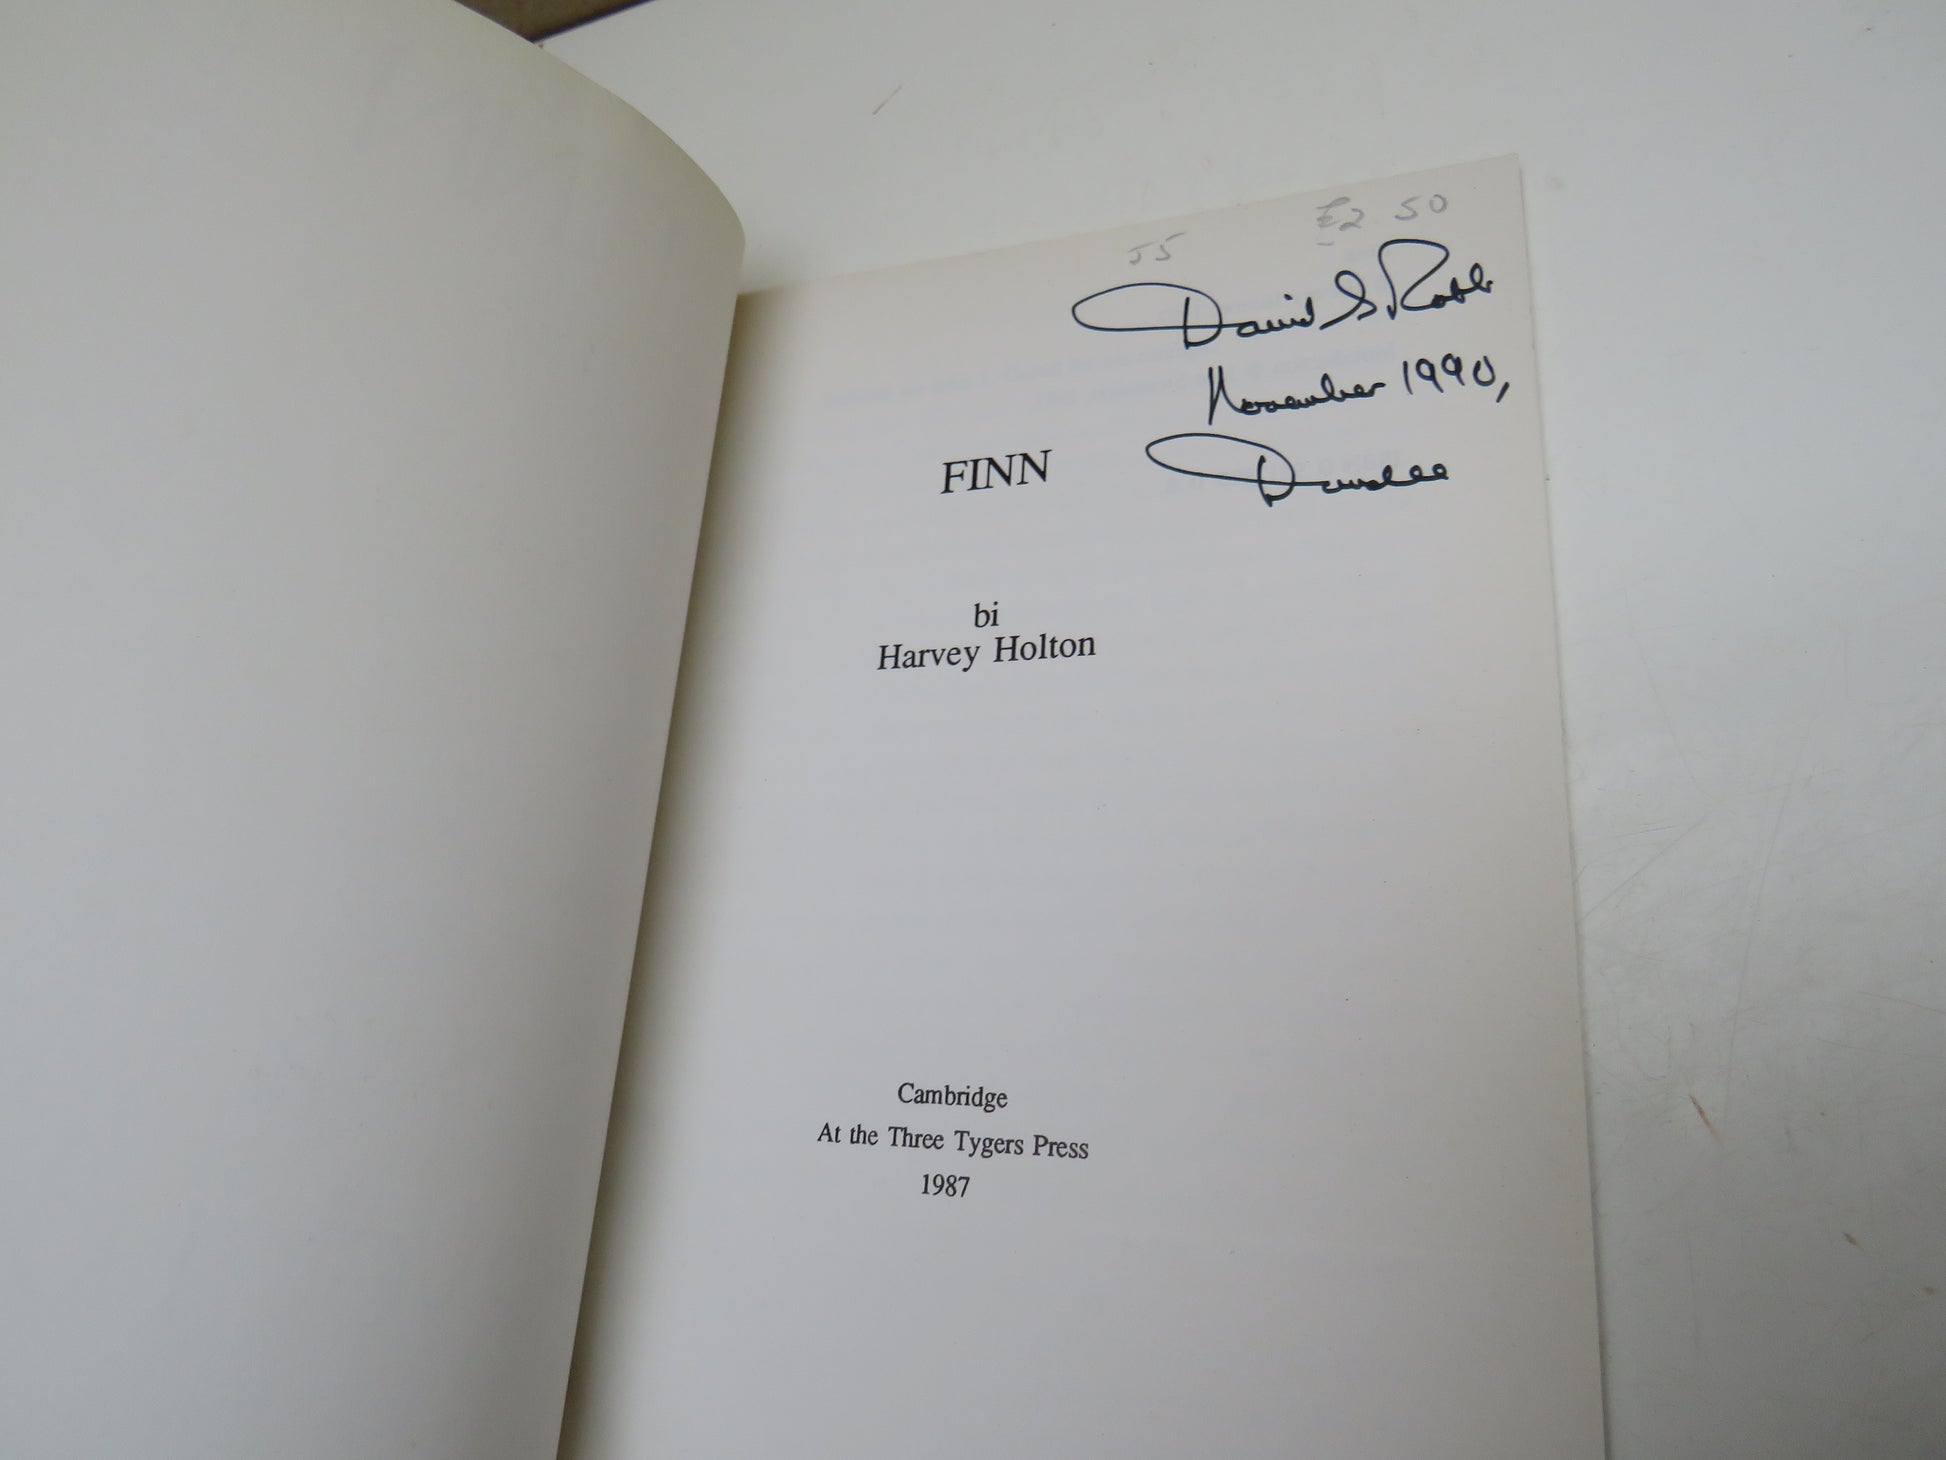 £2 50
55
David S Robb
November 1990,
Dundee
FINN
bi
Harvey Holton
Cambridge
At the Three Tygers Press
1987